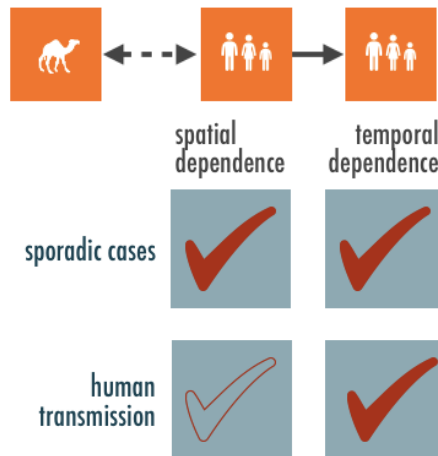 spatial
dependence
temporal
dependence
sporadic cases
human
transmission